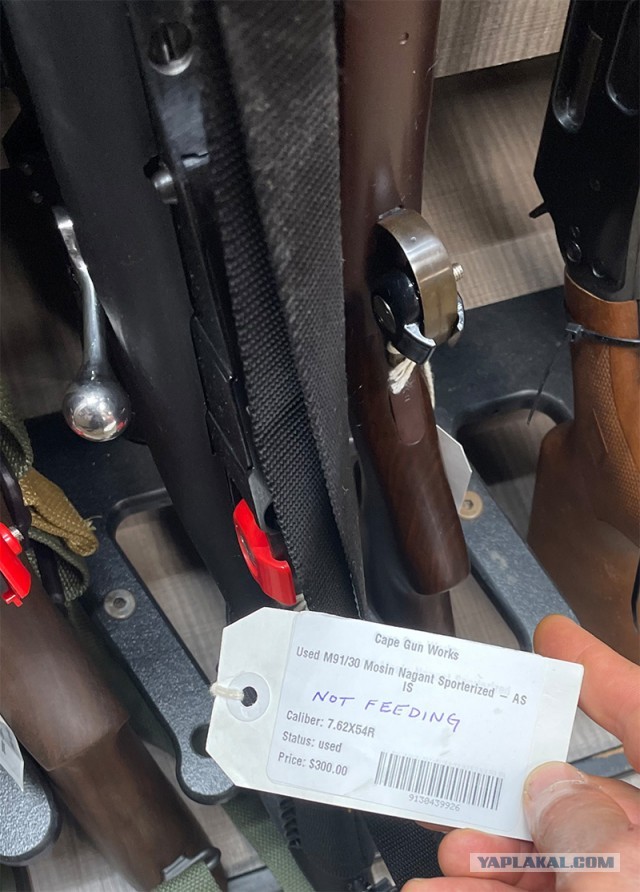 Cape Gun Works
Used M91/30 Mosin Nagant Sporterized - AS
IS
NOT FEEDING
Caliber: 7.62X54R
Status: used
Price: $300.00
9130439926
YAPLAKAL.COM